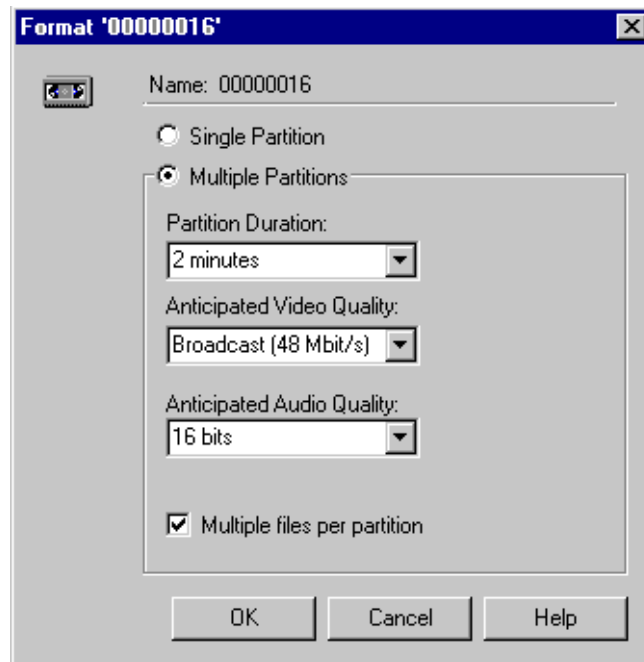 Format '00000016'
Name: 00000016
Single Partition
Multiple Partitions
Partition Duration:
2 minutes
Anticipated Video Quality:
Broadcast (48 Mbit/s)
Anticipated Audio Quality:
16 bits
Multiple files per partition
OK Cancel Help